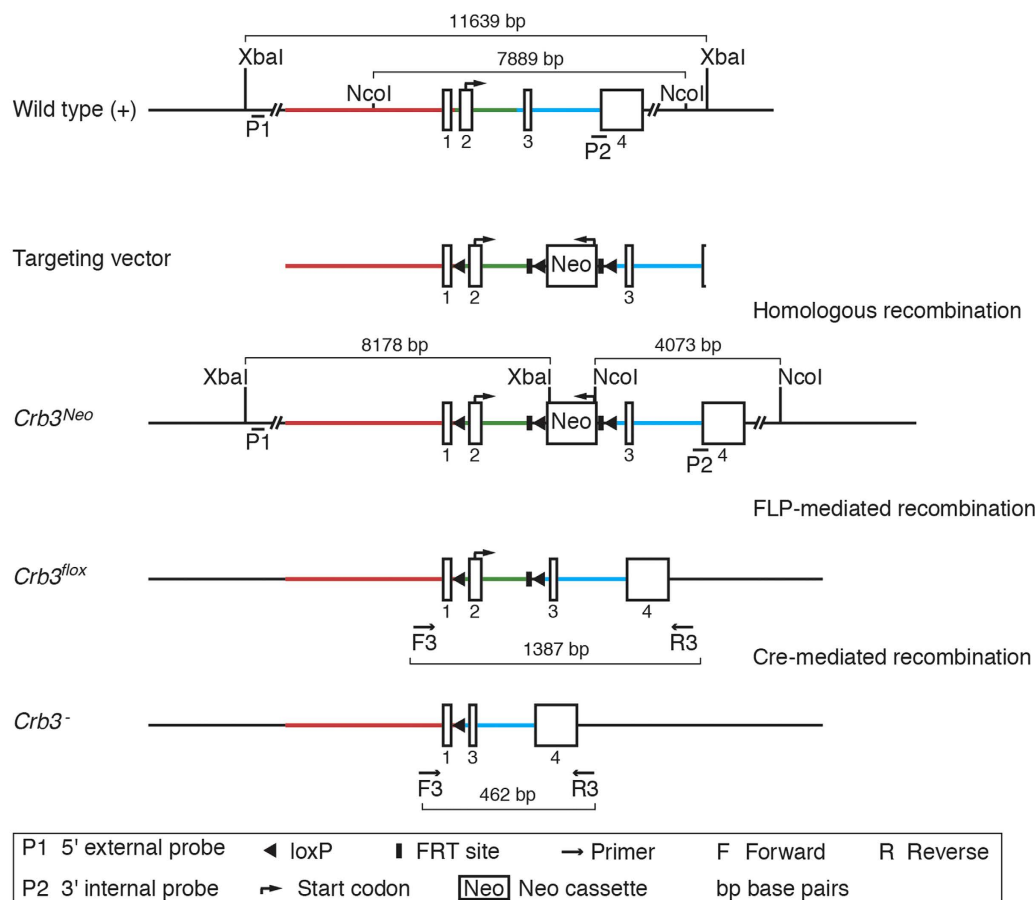 11639 bp
XbaI XbaI
7889 bp
Wild type (+) NcoI NcoI
P1 1 2 3 P2 4
Targeting vector Neo
1 2 3
Homologous recombination
8178 bp 4073 bp
XbaI XbaI NcoI NcoI
Crb3Neo Neo
P1 1 2 3 P2 4
FLP-mediated recombination
Crb3flox
1 2 3 4
F3 R3
1387 bp
Cre-mediated recombination
Crb3-
1 3 4
F3 R3
462 bp
P1 5' external probe loxP FRT site Primer F Forward R Reverse
P2 3' internal probe Start codon Neo Neo cassette bp base pairs